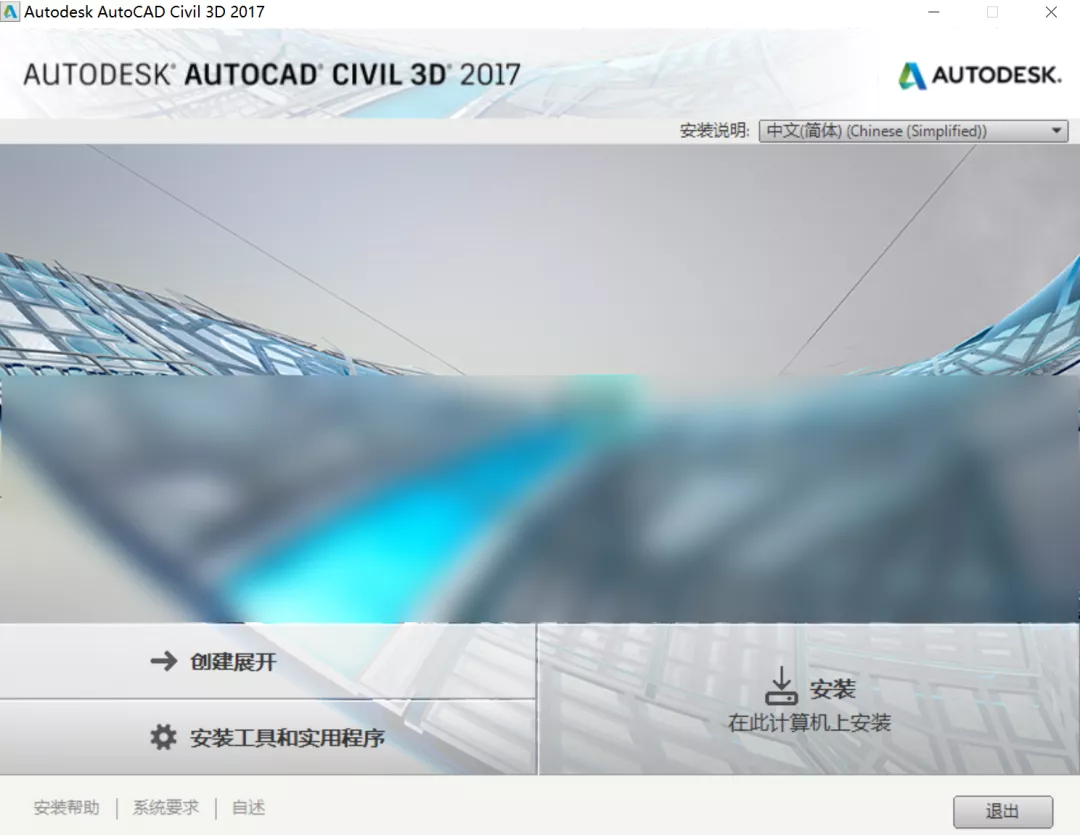 Autodesk AutoCAD Civil 3D 2017
AUTODESK® AUTOCAD® CIVIL 3D® 2017
AUTODESK.
安装说明: 中文(简体) (Chinese (Simplified))
创建展开
安装工具和实用程序
安装
在此计算机上安装
安装帮助 | 系统要求 | 自述
退出